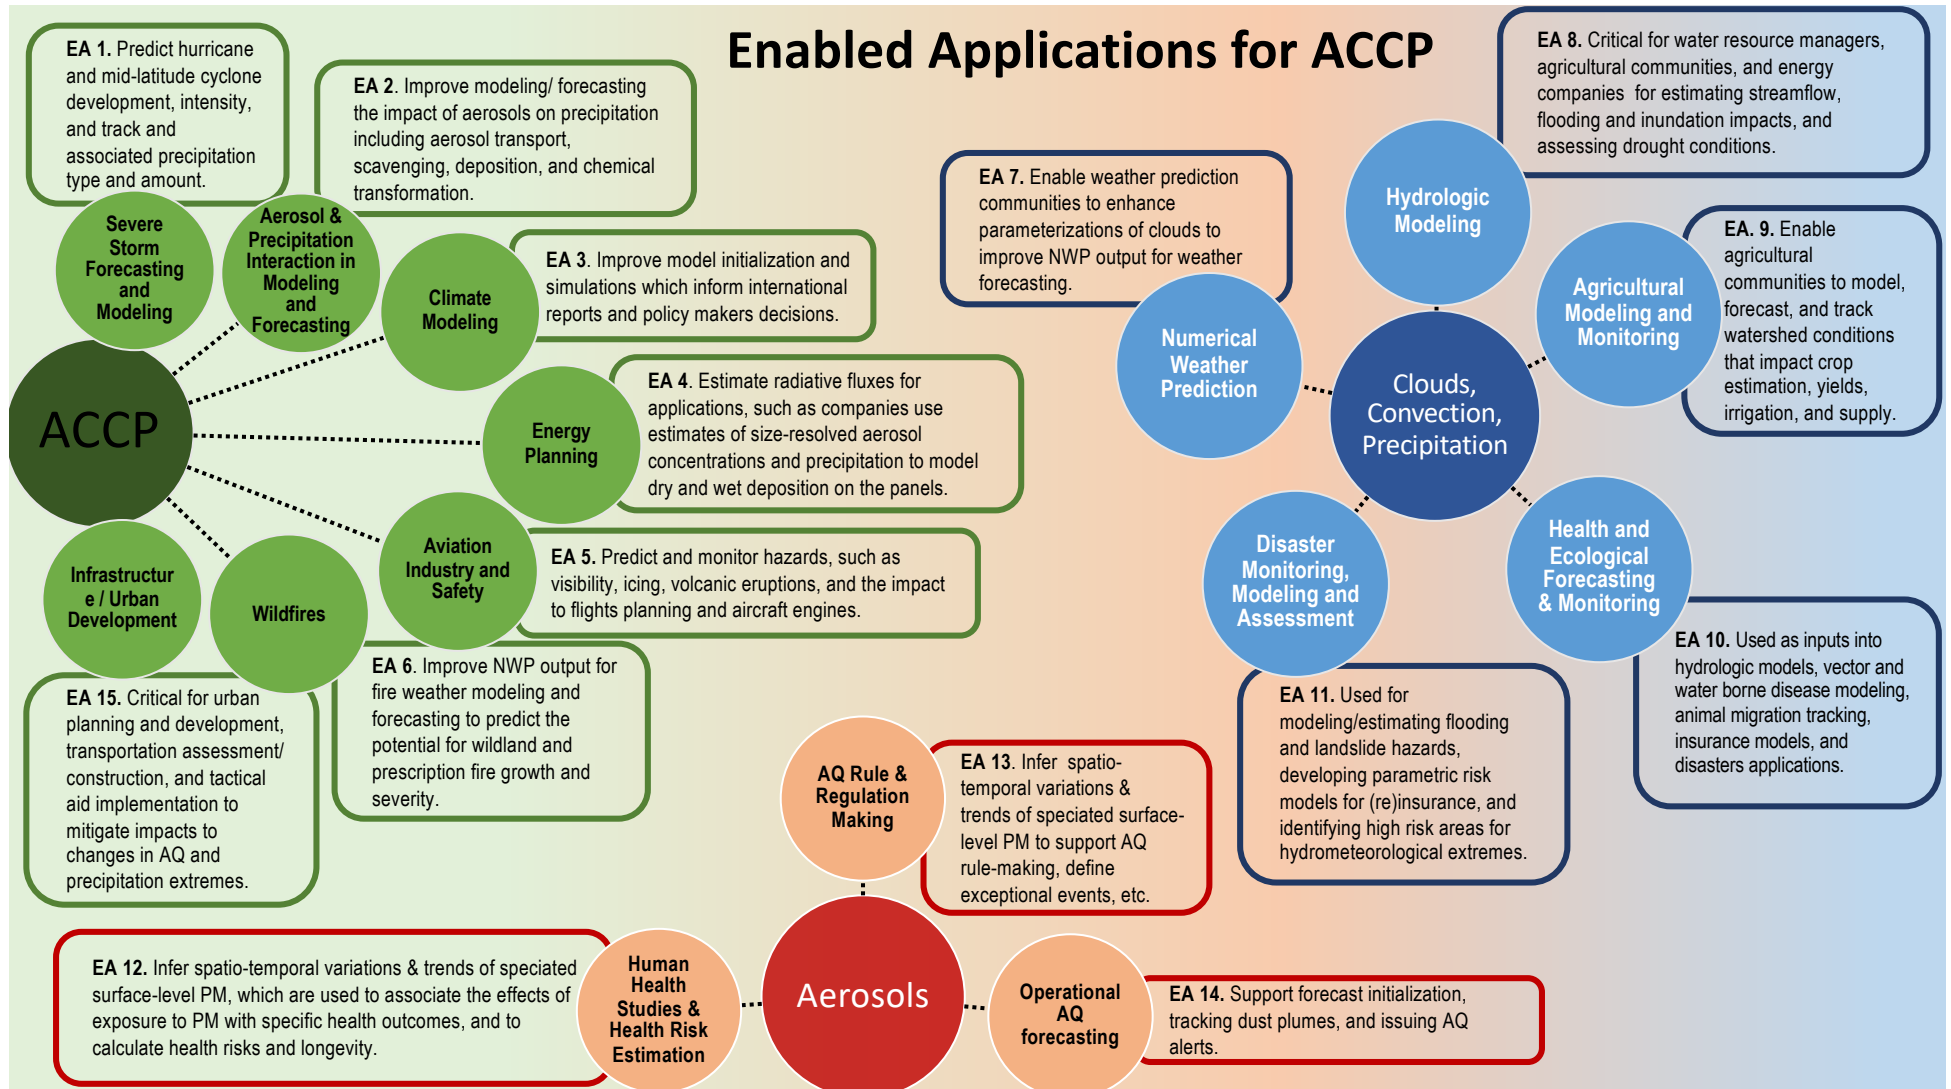 Enabled Applications for ACCP
EA 1. Predict hurricane
and mid-latitude cyclone
development, intensity,
and track and
associated precipitation
type and amount.
Severe
Storm
Forecasting
and
Modeling
EA 2. Improve modeling/ forecasting
the impact of aerosols on precipitation
including aerosol transport,
scavenging, deposition, and chemical
transformation.
Aerosol &
Precipitation
Interaction in
Modeling
and
Forecasting
Climate
Modeling
EA 3. Improve model initialization and
simulations which inform international
reports and policy makers decisions.
ACCP
Energy
Planning
EA 4. Estimate radiative fluxes for
applications, such as companies use
estimates of size-resolved aerosol
concentrations and precipitation to model
dry and wet deposition on the panels.
Aviation
Industry and
Safety
EA 5. Predict and monitor hazards, such as
visibility, icing, volcanic eruptions, and the impact
to flights planning and aircraft engines.
Wildfires
EA 6. Improve NWP output for
fire weather modeling and
forecasting to predict the
potential for wildland and
prescription fire growth and
severity.
Infrastructur
e / Urban
Development
EA 15. Critical for urban
planning and development,
transportation assessment/
construction, and tactical
aid implementation to
mitigate impacts to
changes in AQ and
precipitation extremes.
EA 7. Enable weather prediction
communities to enhance
parameterizations of clouds to
improve NWP output for weather
forecasting.
Numerical
Weather
Prediction
EA 8. Critical for water resource managers,
agricultural communities, and energy
companies for estimating streamflow,
flooding and inundation impacts, and
assessing drought conditions.
Hydrologic
Modeling
Agricultural
Modeling and
Monitoring
EA. 9. Enable
agricultural
communities to model,
forecast, and track
watershed conditions
that impact crop
estimation, yields,
irrigation, and supply.
Clouds,
Convection,
Precipitation
Health and
Ecological
Forecasting
& Monitoring
EA 10. Used as inputs into
hydrologic models, vector and
water borne disease modeling,
animal migration tracking,
insurance models, and
disasters applications.
Disaster
Monitoring,
Modeling and
Assessment
EA 11. Used for
modeling/estimating flooding
and landslide hazards,
developing parametric risk
models for (re)insurance, and
identifying high risk areas for
hydrometeorological extremes.
AQ Rule &
Regulation
Making
EA 13. Infer spatio-
temporal variations &
trends of speciated surface-
level PM to support AQ
rule-making, define
exceptional events, etc.
EA 12. Infer spatio-temporal variations & trends of speciated
surface-level PM, which are used to associate the effects of
exposure to PM with specific health outcomes, and to
calculate health risks and longevity.
Human
Health
Studies &
Health Risk
Estimation
Aerosols
Operational
AQ
forecasting
EA 14. Support forecast initialization,
tracking dust plumes, and issuing AQ
alerts.